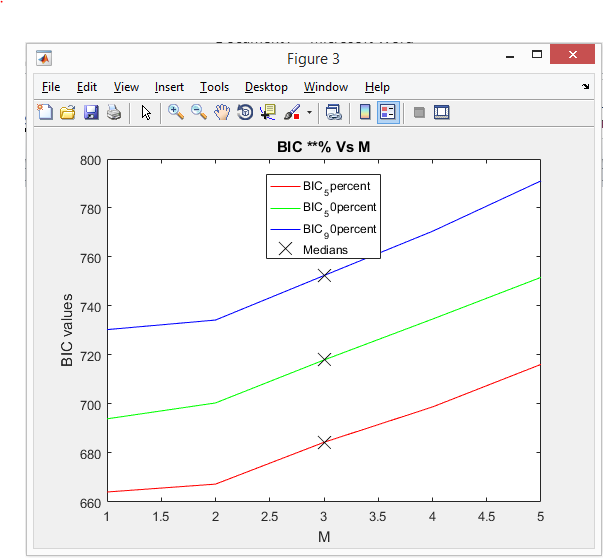 Figure 3
File Edit View Insert Tools Desktop Window Help
BIC **% Vs M
800
780
760
740
720
700
680
660
BIC values
BIC5percent
BIC50percent
BIC90percent
Medians
1 1.5 2 2.5 3 3.5 4 4.5 5
M